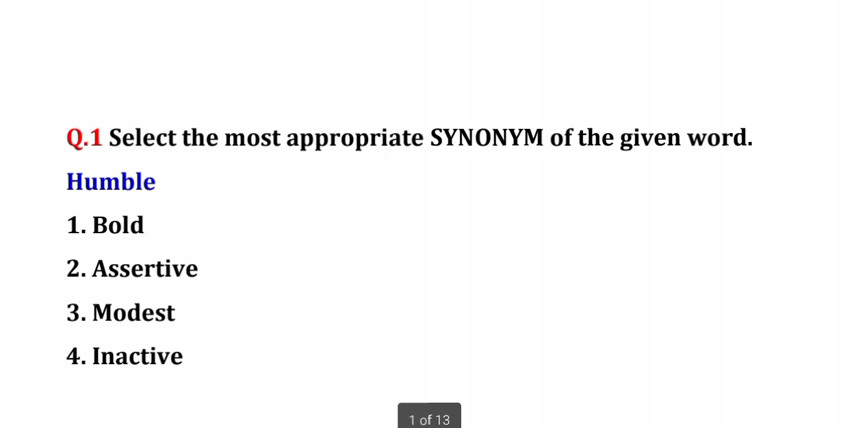 Q.1 Select the most appropriate SYNONYM of the given word.
Humble
1. Bold
2. Assertive
3. Modest
4. Inactive
1 of 13